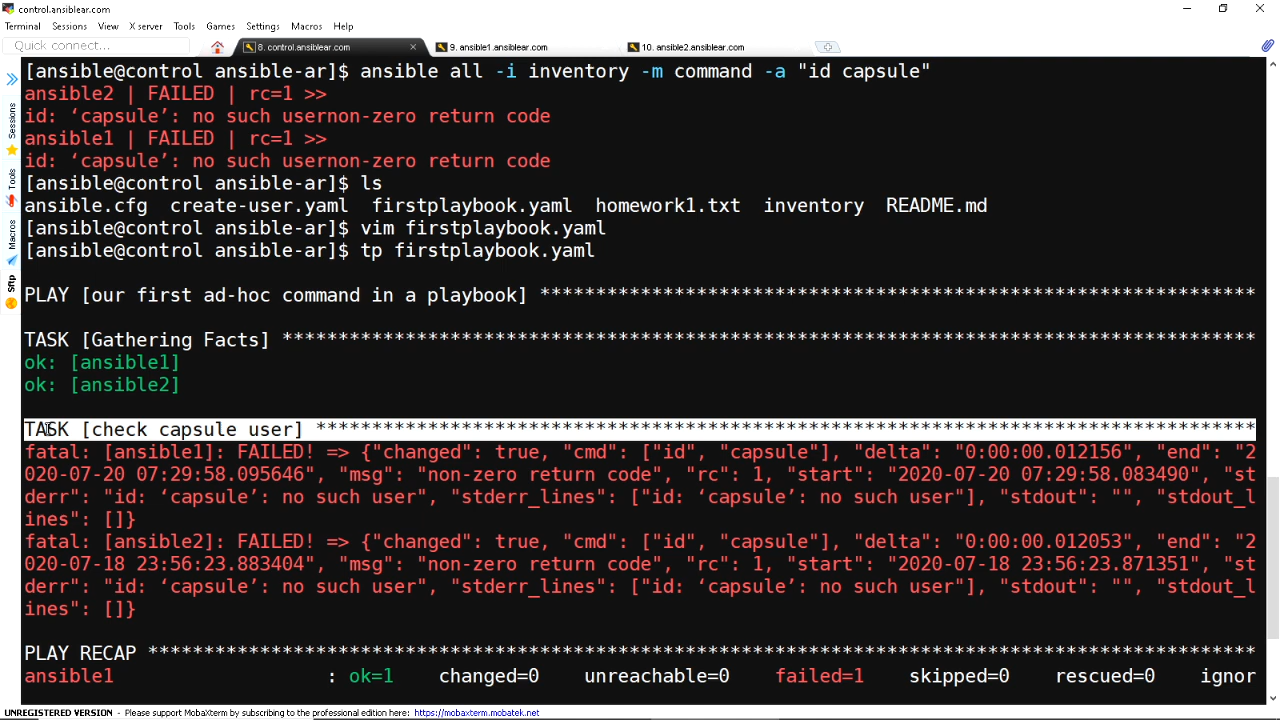 control.ansiblear.com
Terminal Sessions View X server Tools Games Settings Macros Help
Quick connect...
8. control.ansiblear.com
9. ansible1.ansiblear.com
10. ansible2.ansiblear.com
Sessions
Tools
Macros
Sftp
[ansible@control ansible-ar]$ ansible all -i inventory -m command -a "id capsule"
ansible2 | FAILED | rc=1 >>
id: ‘capsule’: no such usernon-zero return code
ansible1 | FAILED | rc=1 >>
id: ‘capsule’: no such usernon-zero return code
[ansible@control ansible-ar]$ ls
ansible.cfg create-user.yaml firstplaybook.yaml homework1.txt inventory README.md
[ansible@control ansible-ar]$ vim firstplaybook.yaml
[ansible@control ansible-ar]$ tp firstplaybook.yaml
PLAY [our first ad-hoc command in a playbook] ****************************************************************
TASK [Gathering Facts] ***************************************************************************************
ok: [ansible1]
ok: [ansible2]
TASK [check capsule user] ************************************************************************************
fatal: [ansible1]: FAILED! => {"changed": true, "cmd": ["id", "capsule"], "delta": "0:00:00.012156", "end": "2
020-07-20 07:29:58.095646", "msg": "non-zero return code", "rc": 1, "start": "2020-07-20 07:29:58.083490", "st
derr": "id: ‘capsule’: no such user", "stderr_lines": ["id: ‘capsule’: no such user"], "stdout": "", "stdout_l
ines": []}
fatal: [ansible2]: FAILED! => {"changed": true, "cmd": ["id", "capsule"], "delta": "0:00:00.012053", "end": "2
020-07-18 23:56:23.883404", "msg": "non-zero return code", "rc": 1, "start": "2020-07-18 23:56:23.871351", "st
derr": "id: ‘capsule’: no such user", "stderr_lines": ["id: ‘capsule’: no such user"], "stdout": "", "stdout_l
ines": []}
PLAY RECAP ***************************************************************************************************
ansible1 : ok=1 changed=0 unreachable=0 failed=1 skipped=0 rescued=0 ignor
UNREGISTERED VERSION - Please support MobaXterm by subscribing to the professional edition here: https://mobaxterm.mobatek.net